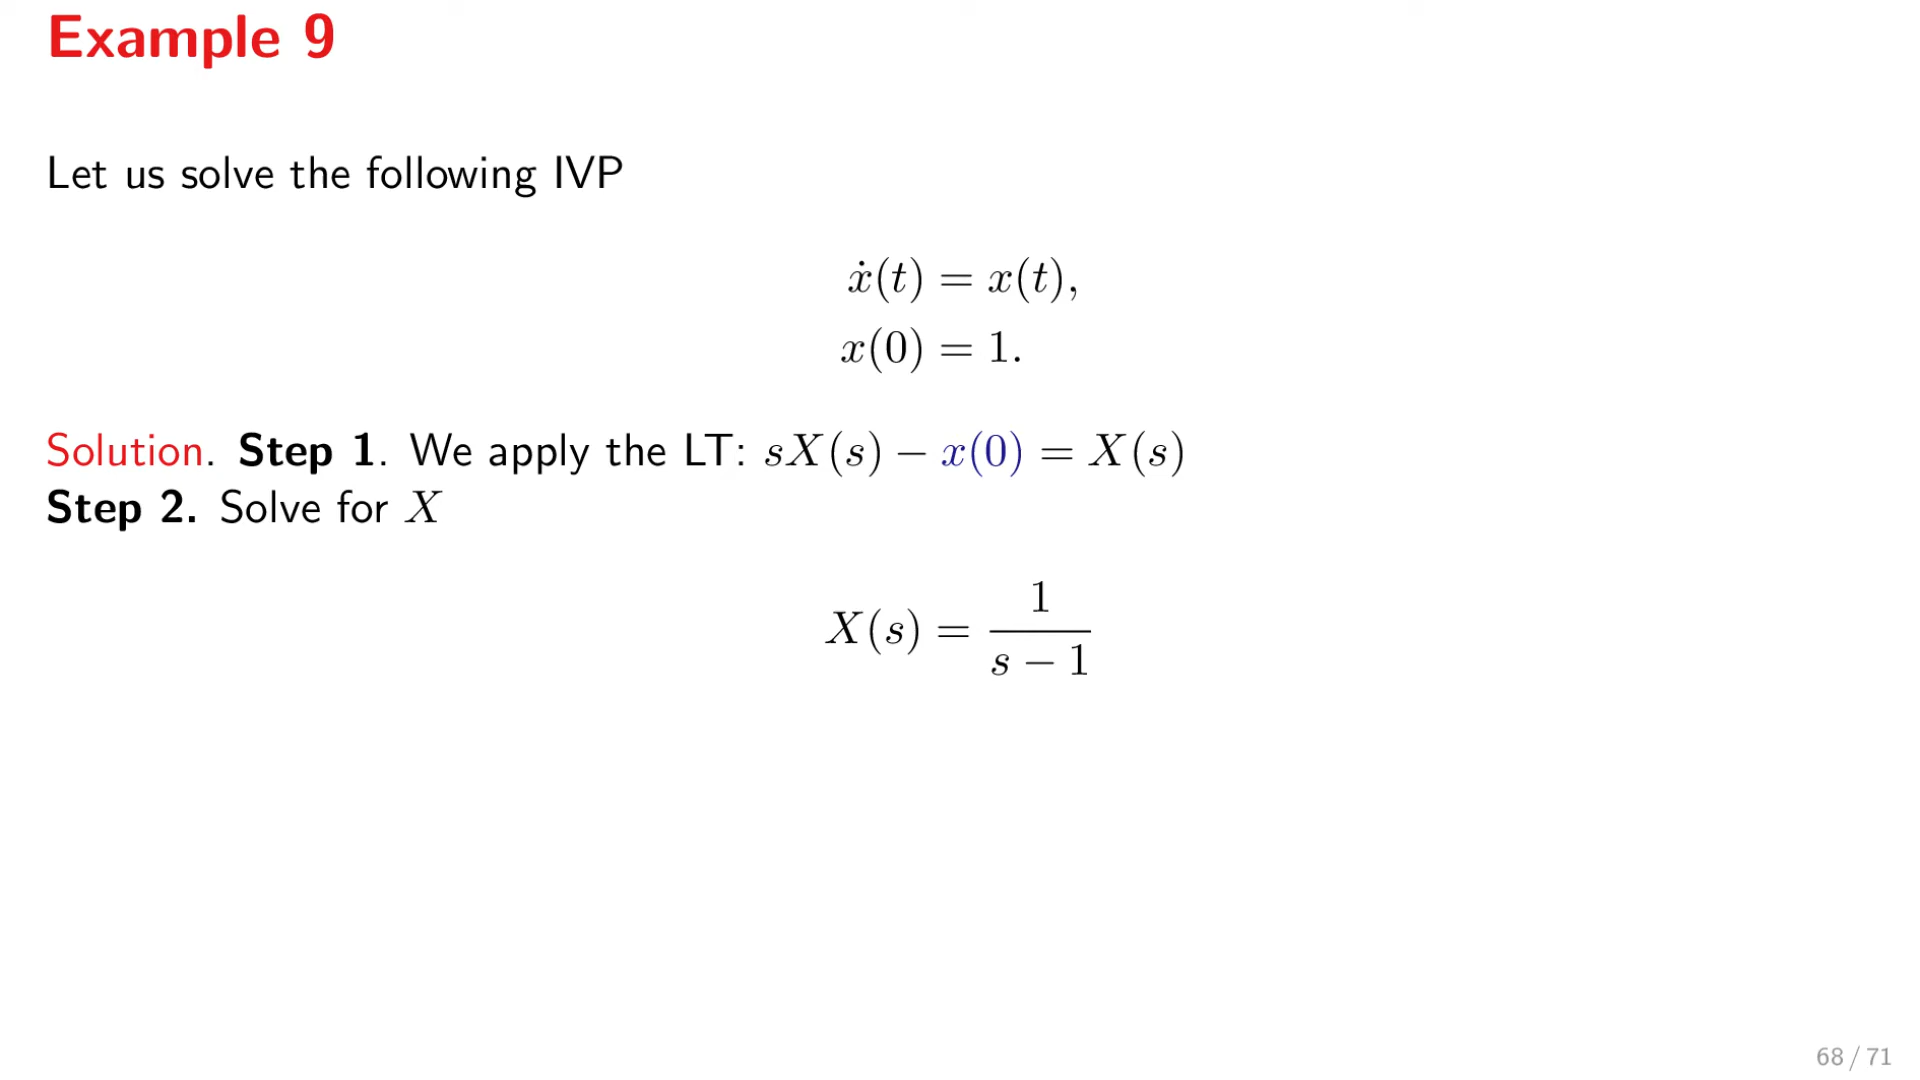 Example 9
Let us solve the following IVP
ẋ(t) = x(t),
x(0) = 1.
Solution. Step 1. We apply the LT: sX(s) − x(0) = X(s)
Step 2. Solve for X
X(s) = 1 / (s − 1)
68 / 71